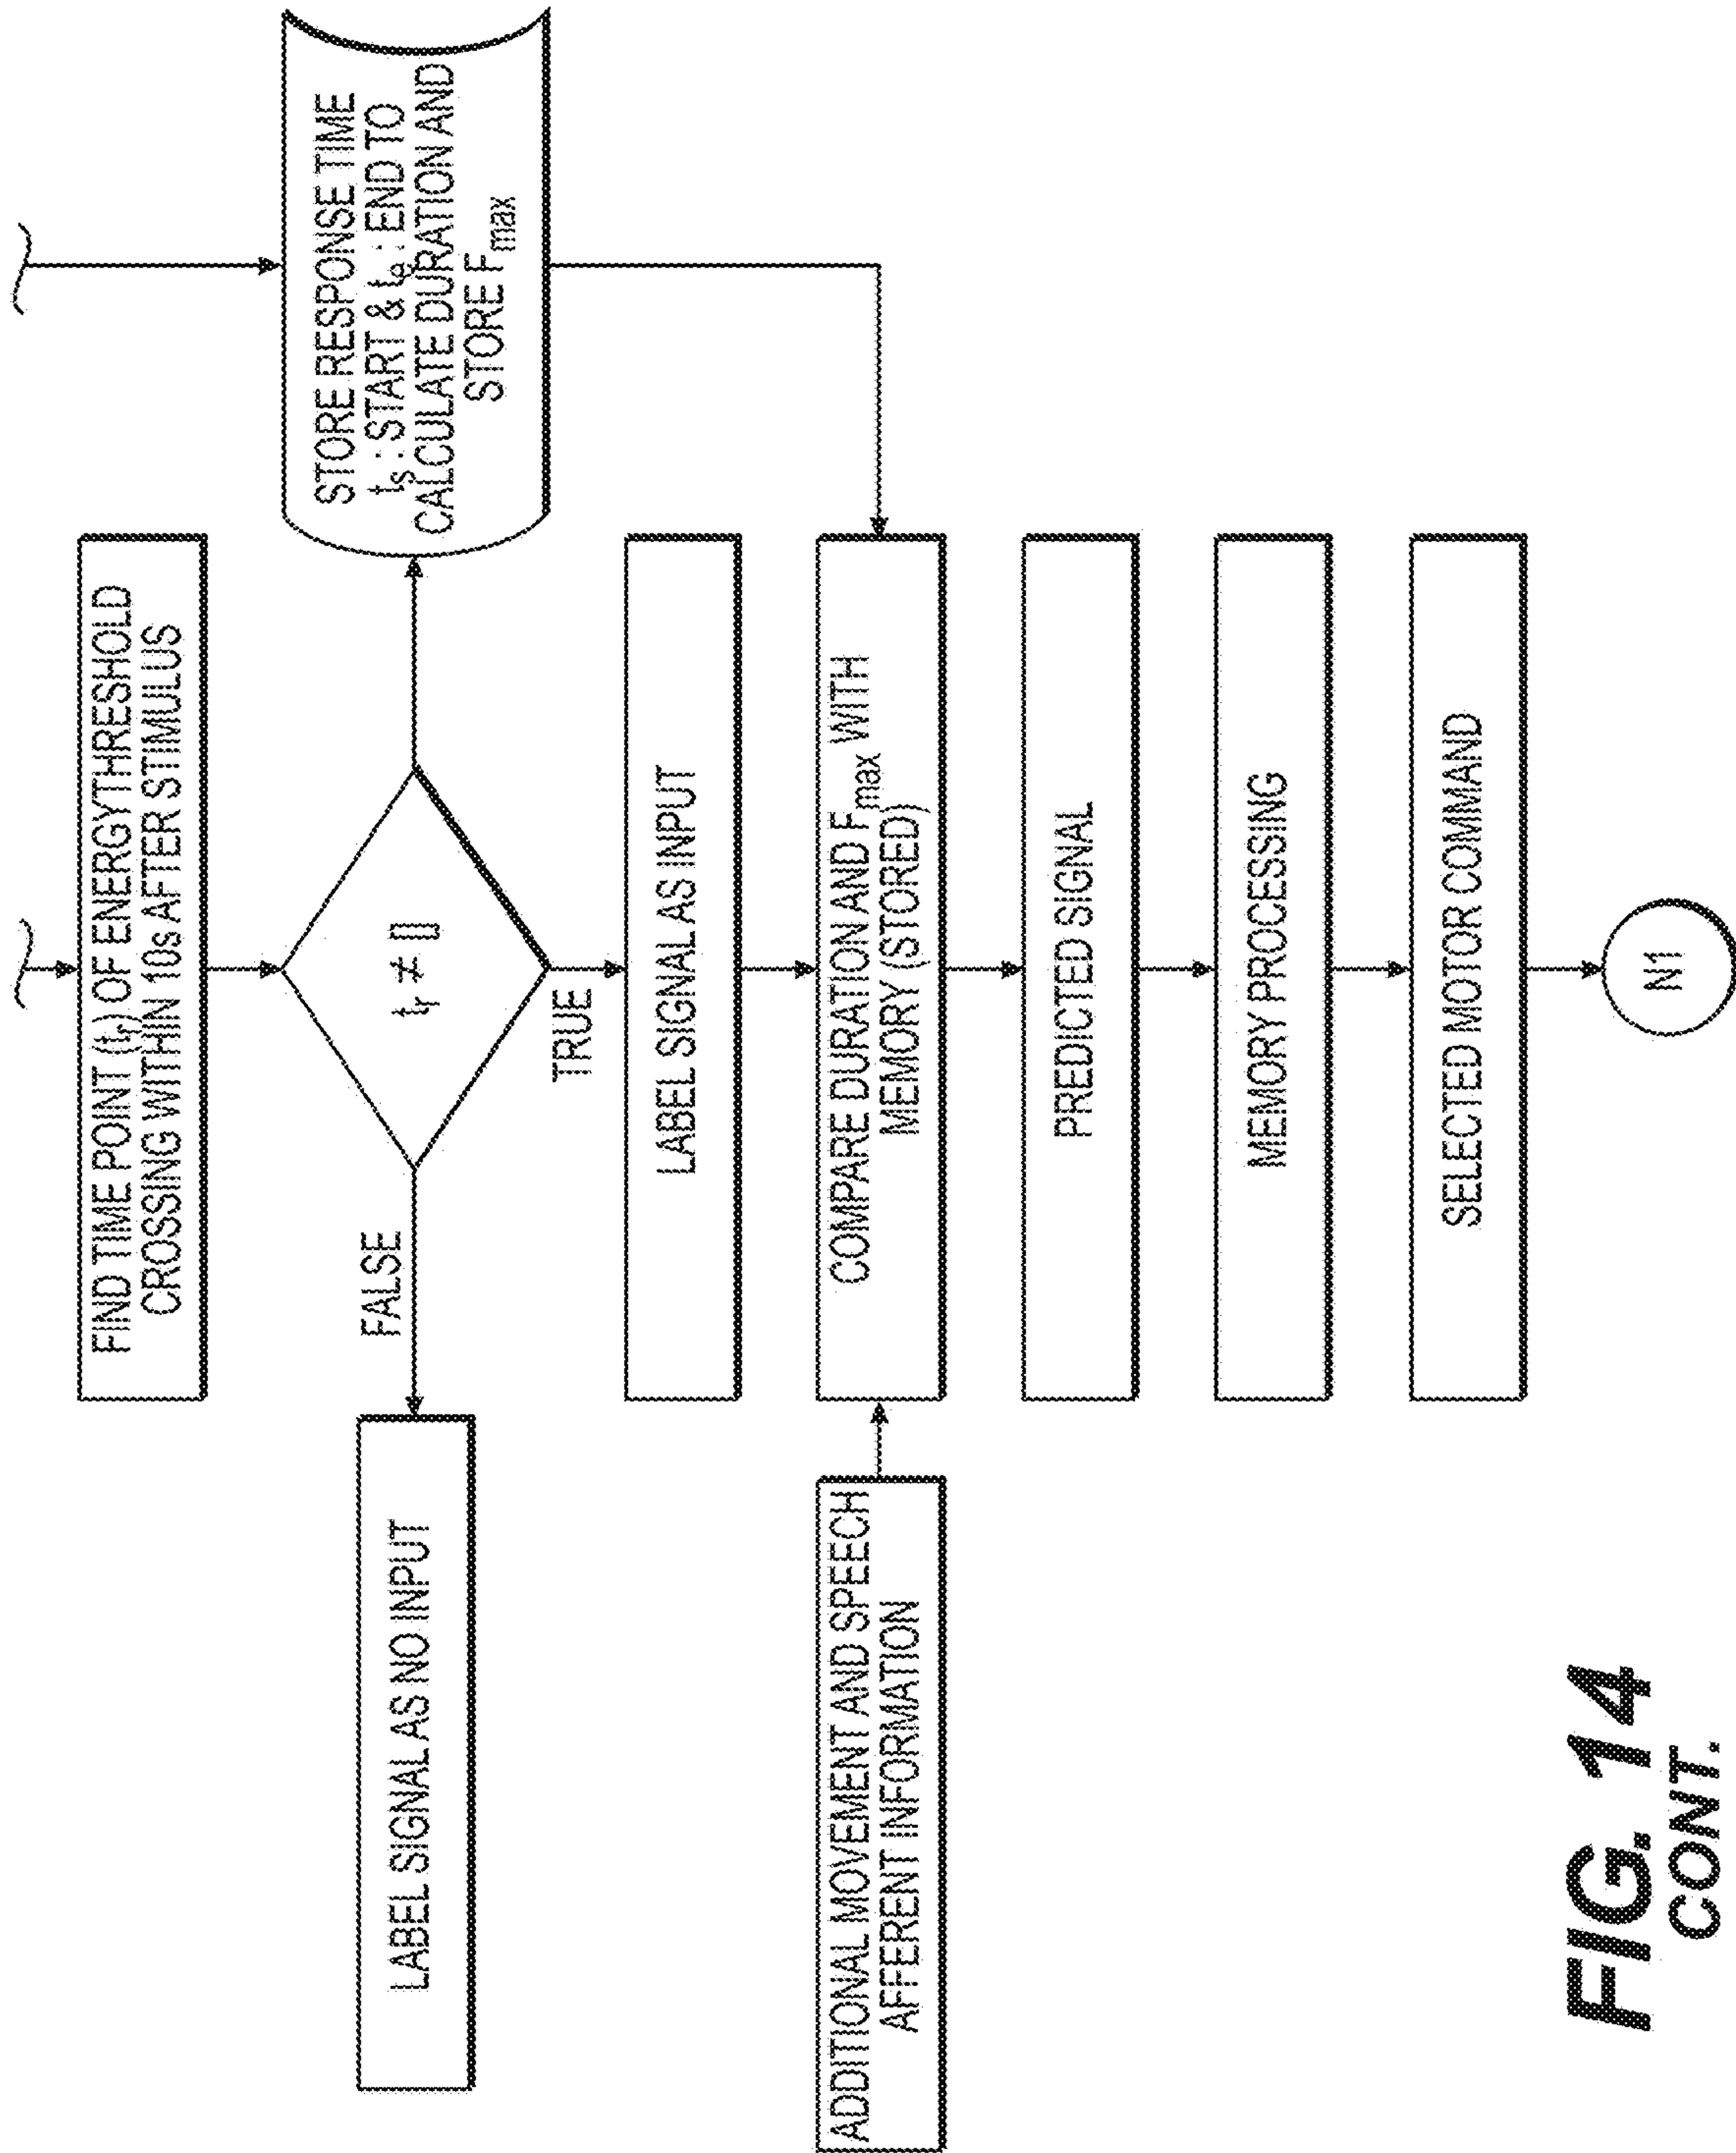 FIND TIME POINT (tᵣ) OF ENERGYTHRESHOLD
CROSSING WITHIN 10s AFTER STIMULUS
tᵣ ≠ []
FALSE
TRUE
LABEL SIGNAL AS NO INPUT
STORE RESPONSE TIME
tₛ : START & tₑ : END TO
CALCULATE DURATION AND
STORE Fmax
LABEL SIGNAL AS INPUT
ADDITIONAL MOVEMENT AND SPEECH
AFFERENT INFORMATION
COMPARE DURATION AND Fmax WITH
MEMORY (STORED)
PREDICTED SIGNAL
MEMORY PROCESSING
SELECTED MOTOR COMMAND
N1
FIG. 14
CONT.